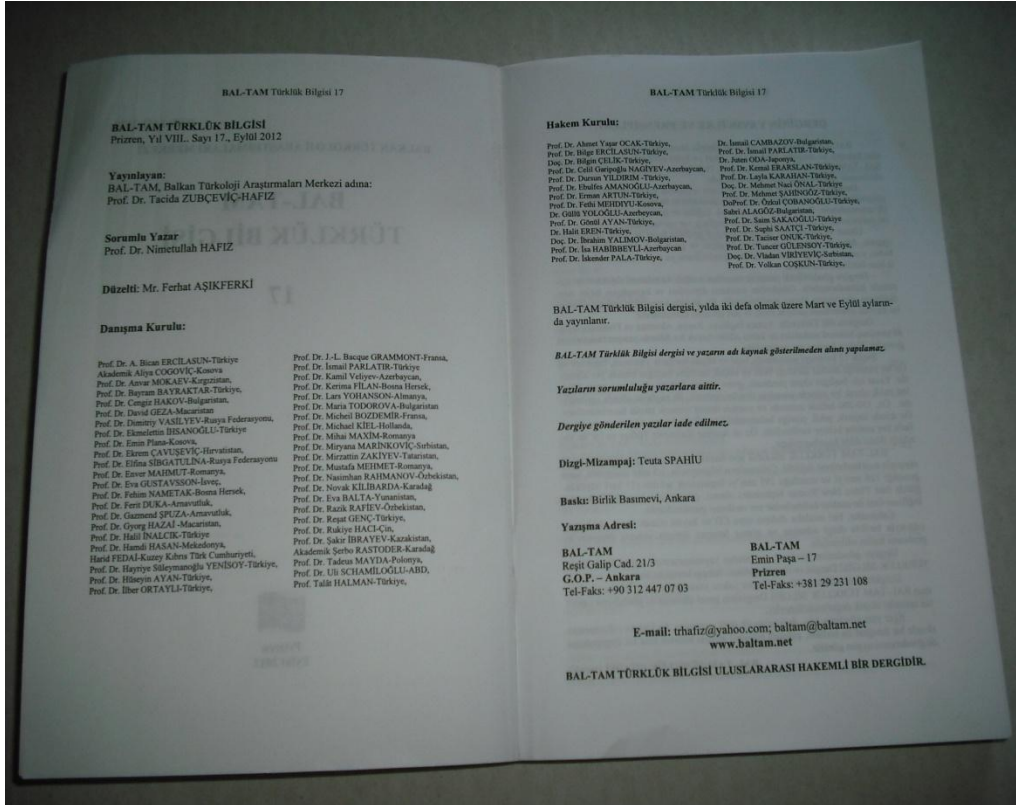 BAL-TAM Türklük Bilgisi 17
BAL-TAM TÜRKLÜK BİLGİSİ
Prizren, Yıl VIII.. Sayı 17., Eylül 2012
Yayınlayan:
BAL-TAM, Balkan Türkoloji Araştırmaları Merkezi adına:
Prof. Dr. Tacida ZUBÇEVİÇ-HAFIZ
Sorumlu Yazar
Prof. Dr. Nimetullah HAFIZ
Düzelti: Mr. Ferhat AŞIKFERKİ
Danışma Kurulu:
Prof. Dr. A. Bican ERCİLASUN-Türkiye
Akademik Aliya COGOVİÇ-Kosova
Prof. Dr. Anvar MOKAEV-Kırgızistan,
Prof. Dr. Bayram BAYRAKTAR-Türkiye,
Prof. Dr. Cengiz HAKOV-Bulgaristan,
Prof. Dr. David GEZA-Macaristan
Prof. Dr. Dimitriy VASİLYEV-Rusya Federasyonu,
Prof. Dr. Ekmelettin İHSANOĞLU-Türkiye
Prof. Dr. Emin Plana-Kosova,
Prof. Dr. Ekrem ÇAVUŞEVİÇ-Hırvatistan,
Prof. Dr. Elfina SİBGATULİNA-Rusya Federasyonu
Prof. Dr. Enver MAHMUT-Romanya,
Prof. Dr. Eva GUSTAVSSON-İsveç,
Prof. Dr. Fehim NAMETAK-Bosna Hersek,
Prof. Dr. Ferit DUKA-Arnavutluk,
Prof. Dr. Gazmend ŞPUZA-Arnavutluk,
Prof. Dr. Gyorg HAZAİ -Macaristan,
Prof. Dr. Halil İNALCIK-Türkiye
Prof. Dr. Hamdi HASAN-Mekedonya,
Harid FEDAİ-Kuzey Kıbrıs Türk Cumhuriyeti,
Prof. Dr. Hayriye Süleymanoğlu YENİSOY-Türkiye,
Prof. Dr. Hüseyin AYAN-Türkiye,
Prof. Dr. İlber ORTAYLI-Türkiye,
Prof. Dr. J.-L. Bacque GRAMMONT-Fransa,
Prof. Dr. İsmail PARLATIR-Türkiye
Prof. Dr. Kamil Veliyev-Azerbaycan,
Prof. Dr. Kerima FİLAN-Bosna Hersek,
Prof. Dr. Lars YOHANSON-Almanya,
Prof. Dr. Maria TODOROVA-Bulgaristan
Prof. Dr. Micheil BOZDEMİR-Fransa,
Prof. Dr. Michael KİEL-Hollanda,
Prof. Dr. Mihai MAXİM-Romanya
Prof. Dr. Miryana MARİNKOVİÇ-Sırbistan,
Prof. Dr. Mirzattin ZAKİYEV-Tataristan,
Prof. Dr. Mustafa MEHMET-Romanya,
Prof. Dr. Nasimhan RAHMANOV-Özbekistan,
Prof. Dr. Novak KİLİBARDA-Karadağ
Prof. Dr. Eva BALTA-Yunanistan,
Prof. Dr. Razik RAFİEV-Özbekistan,
Prof. Dr. Reşat GENÇ-Türkiye,
Prof. Dr. Rukiye HACI-Çin,
Prof. Dr. Şakir İBRAYEV-Kazakistan,
Akademik Şerbo RASTODER-Karadağ
Prof. Dr. Tadeus MAYDA-Polonya,
Prof. Dr. Uli SCHAMİLOĞLU-ABD,
Prof. Talât HALMAN-Türkiye,
BAL-TAM Türklük Bilgisi 17
Hakem Kurulu:
Prof. Dr. Ahmet Yaşar OCAK-Türkiye,
Prof. Dr. Bilge ERCİLASUN-Türkiye,
Doç. Dr. Bilgin ÇELİK-Türkiye,
Prof. Dr. Celil Garipoğlu NAGİYEV-Azerbaycan,
Prof. Dr. Dursun YILDIRIM -Türkiye,
Prof. Dr. Ebulfes AMANOĞLU-Azerbaycan,
Prof. Dr. Erman ARTUN-Türkiye,
Prof. Dr. Fethi MEHDİYU-Kosova,
Dr. Güllü YOLOĞLU-Azerbeycan,
Prof. Dr. Gönül AYAN-Türkiye,
Dr. Halit EREN-Türkiye,
Doç. Dr. İbrahim YALIMOV-Bolgaristan,
Prof. Dr. İsa HABİBBEYLİ-Azerbaycan
Prof. Dr. İskender PALA-Türkiye,
Dr. İsmail CAMBAZOV-Bulgaristan,
Prof. Dr. İsmail PARLATIR-Türkiye,
Dr. Juten ODA-Japonya,
Prof. Dr. Kemal ERARSLAN-Türkiye,
Prof. Dr. Layla KARAHAN-Türkiye,
Doç. Dr. Mehmet Naci ÖNAL-Türkiye
Prof. Dr. Mehmet ŞAHİNGÖZ-Türkiye,
DoProf. Dr. Özkul ÇOBANOĞLU-Türkiye,
Sabri ALAGÖZ-Bulgaristan,
Prof. Dr. Saim SAKAOĞLU-Türkiye
Prof. Dr. Suphi SAATÇI -Türkiye,
Prof. Dr. Taciser ONUK-Türkiye,
Prof. Dr. Tuncer GÜLENSOY-Türkiye,
Doç. Dr. Vladan VİRİYEVİÇ-Sırbistan,
Prof. Dr. Volkan COŞKUN-Türkiye,
BAL-TAM Türklük Bilgisi dergisi, yılda iki defa olmak üzere Mart ve Eylül ayların-
da yayınlanır.
BAL-TAM Türklük Bilgisi dergisi ve yazarın adı kaynak gösterilmeden alıntı yapılamaz.
Yazıların sorumluluğu yazarlara aittir.
Dergiye gönderilen yazılar iade edilmez.
Dizgi-Mizampaj: Teuta SPAHİU
Baskı: Birlik Basımevi, Ankara
Yazışma Adresi:
BAL-TAM
Reşit Galip Cad. 21/3
G.O.P. – Ankara
Tel-Faks: +90 312 447 07 03
BAL-TAM
Emin Paşa – 17
Prizren
Tel-Faks: +381 29 231 108
E-mail: trhafiz@yahoo.com; baltam@baltam.net
www.baltam.net
BAL-TAM TÜRKLÜK BİLGİSİ ULUSLARARASI HAKEMLİ BİR DERGİDİR.